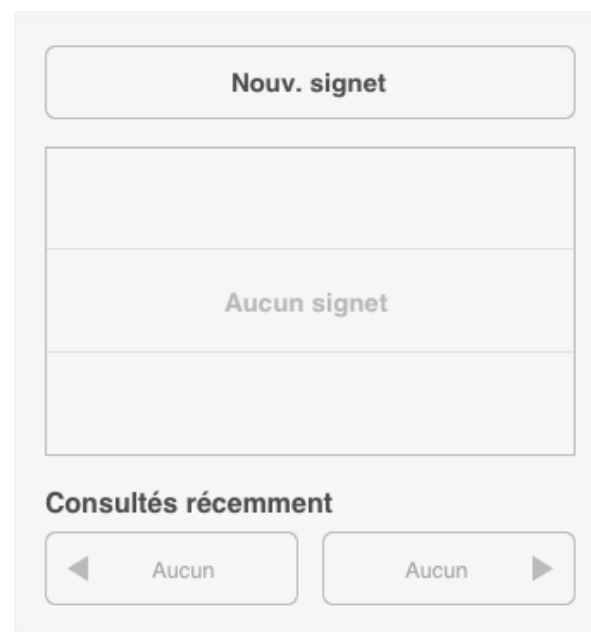 Nouv. signet
Aucun signet
Consultés récemment
Aucun
Aucun